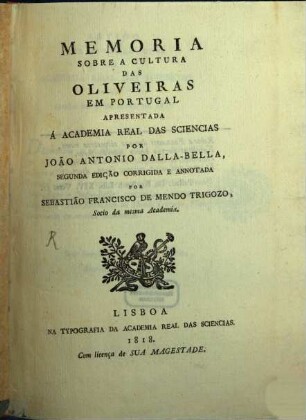 MEMORIA
SOBRE A CULTURA
DAS
OLIVEIRAS
EM PORTUGAL
APRESENTADA
Á ACADEMIA REAL DAS SCIENCIAS
POR
JOÃO ANTONIO DALLA-BELLA,
SEGUNDA EDIÇÃO CORRIGIDA E ANNOTADA
POR
SEBASTIÃO FRANCISCO DE MENDO TRIGOZO,
Socio da mesma Academia.
R
LISBOA
NA TYPOGRAFIA DA ACADEMIA REAL DAS SCIENCIAS.
1818.
Com licença de SUA MAGESTADE.